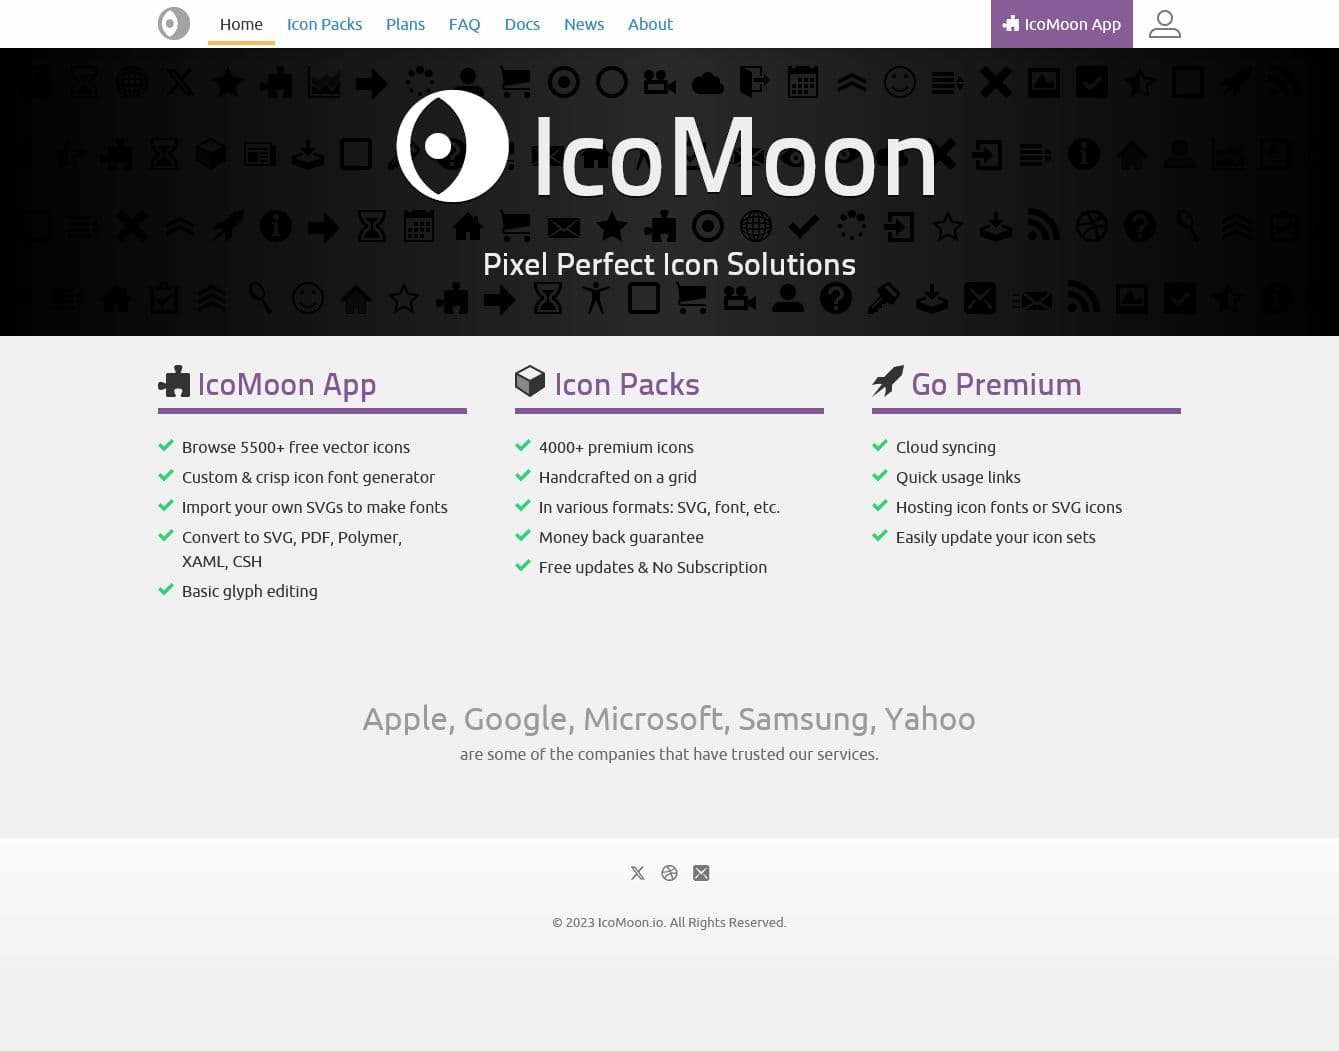 Home Icon Packs Plans FAQ Docs News About IcoMoon App
IcoMoon
Pixel Perfect Icon Solutions
IcoMoon App
Browse 5500+ free vector icons
Custom & crisp icon font generator
Import your own SVGs to make fonts
Convert to SVG, PDF, Polymer,
XAML, CSH
Basic glyph editing
Icon Packs
4000+ premium icons
Handcrafted on a grid
In various formats: SVG, font, etc.
Money back guarantee
Free updates & No Subscription
Go Premium
Cloud syncing
Quick usage links
Hosting icon fonts or SVG icons
Easily update your icon sets
Apple, Google, Microsoft, Samsung, Yahoo
are some of the companies that have trusted our services.
© 2023 IcoMoon.io. All Rights Reserved.